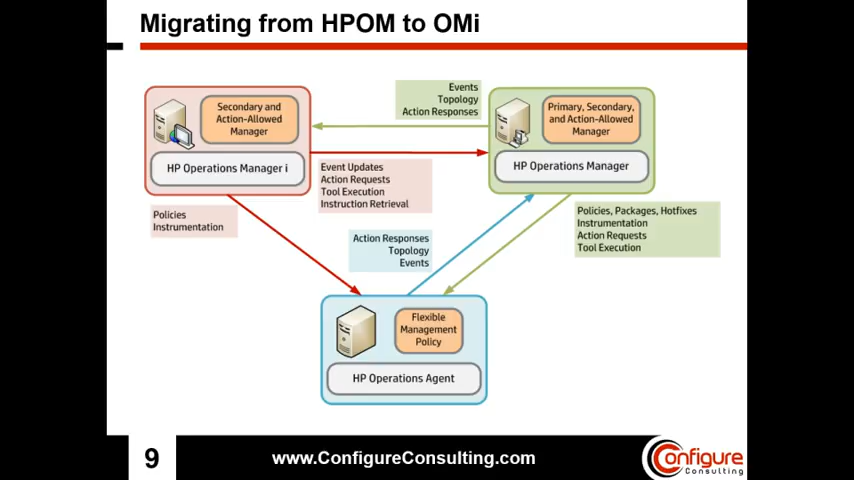 Migrating from HPOM to OMi
Events
Topology
Action Responses
Secondary and
Action-Allowed
Manager
HP Operations Manager i
Primary, Secondary,
and Action-Allowed
Manager
HP Operations Manager
Event Updates
Action Requests
Tool Execution
Instruction Retrieval
Policies
Instrumentation
Policies, Packages, Hotfixes
Instrumentation
Action Requests
Tool Execution
Action Responses
Topology
Events
Flexible
Management
Policy
HP Operations Agent
9
www.ConfigureConsulting.com
Configure
Consulting